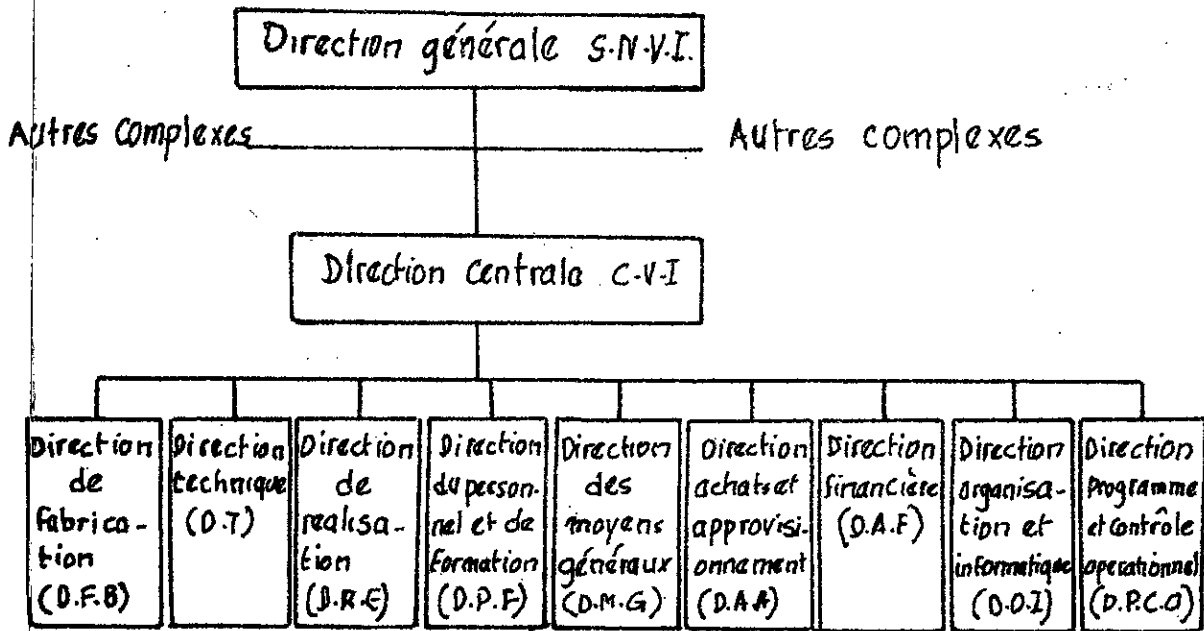 Direction générale S.N.V.I.
Autres complexes
Autres complexes
Direction centrale C.V.I
Direction
de
fabrica-
tion
(D.F.B)
Direction
technique
(D.T)
Direction
de
realisa-
tion
(D.R.E)
Direction
du person-
nel et de
formation
(D.P.F)
Direction
des
moyens
généraux
(D.M.G)
Direction
achats et
approvisi-
onnement
(D.A.A)
Direction
financière
(D.A.F)
Direction
organisa-
tion et
informatique
(D.O.I)
Direction
programme
et contrôle
operationnel
(D.P.C.O)